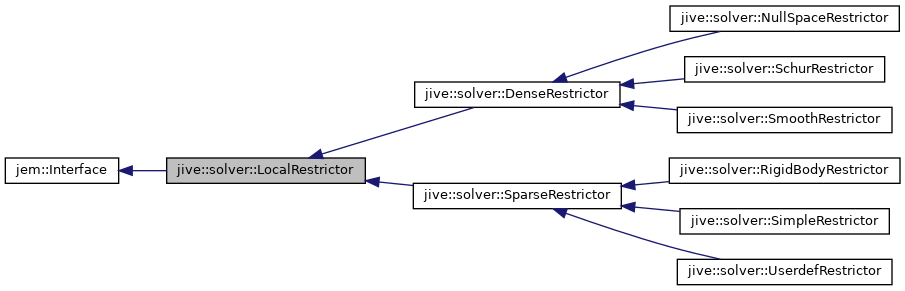 jem::Interface
jive::solver::LocalRestrictor
jive::solver::DenseRestrictor
jive::solver::NullSpaceRestrictor
jive::solver::SchurRestrictor
jive::solver::SmoothRestrictor
jive::solver::SparseRestrictor
jive::solver::RigidBodyRestrictor
jive::solver::SimpleRestrictor
jive::solver::UserdefRestrictor